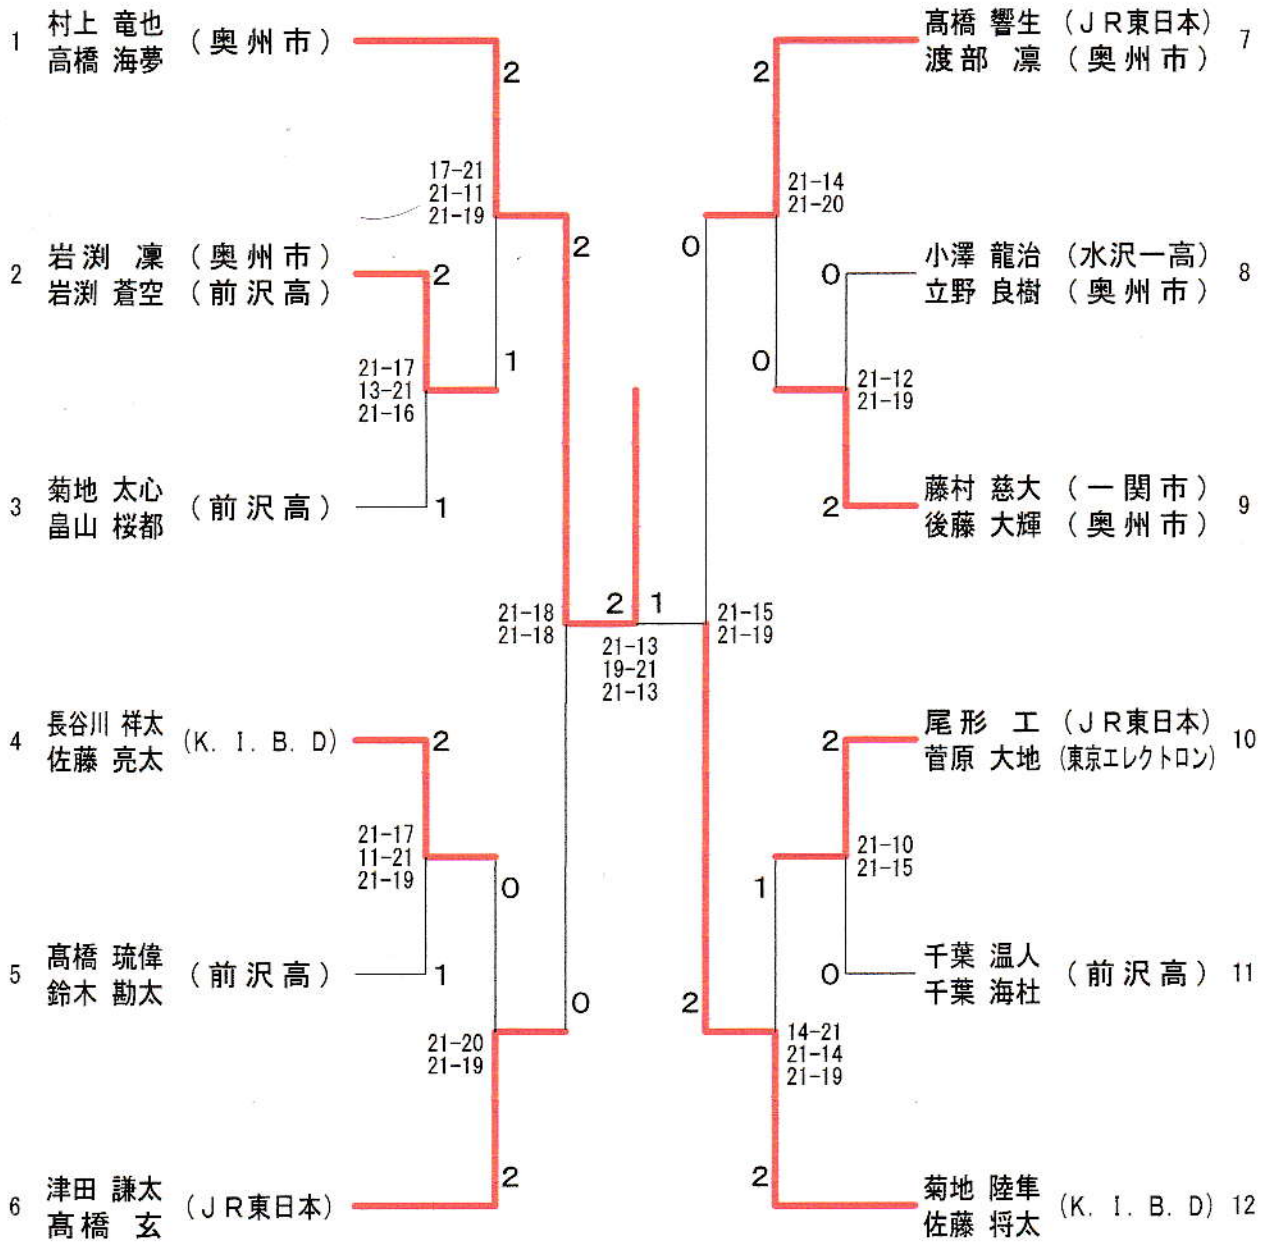 1 村上 竜也 (奥州市)
高橋 海夢
2
17-21
21-11
21-19
2 岩渕 凜 (奥州市)
岩渕 蒼空 (前沢高)
2
2
21-17
13-21
21-16
1
3 菊地 太心 (前沢高)
畠山 桜都
1
21-18
21-18
2 1
21-13
19-21
21-13
4 長谷川 祥太 (K. I. B. D)
佐藤 亮太
2
21-17
11-21
21-19
0
5 髙橋 琉偉 (前沢高)
鈴木 勘太
1
0
21-20
21-19
6 津田 謙太 (JR東日本)
髙橋 玄
2
髙橋 響生 (JR東日本) 7
渡部 凛 (奥州市)
2
21-14
21-20
0
小澤 龍治 (水沢一高) 8
立野 良樹 (奥州市)
0
0
21-12
21-19
藤村 慈大 (一関市) 9
後藤 大輝 (奥州市)
2
21-15
21-19
尾形 工 (JR東日本) 10
菅原 大地 (東京エレクトロン)
2
21-10
21-15
1
千葉 温人 (前沢高) 11
千葉 海杜
0
2
14-21
21-14
21-19
菊地 陸隼 (K. I. B. D) 12
佐藤 将太
2